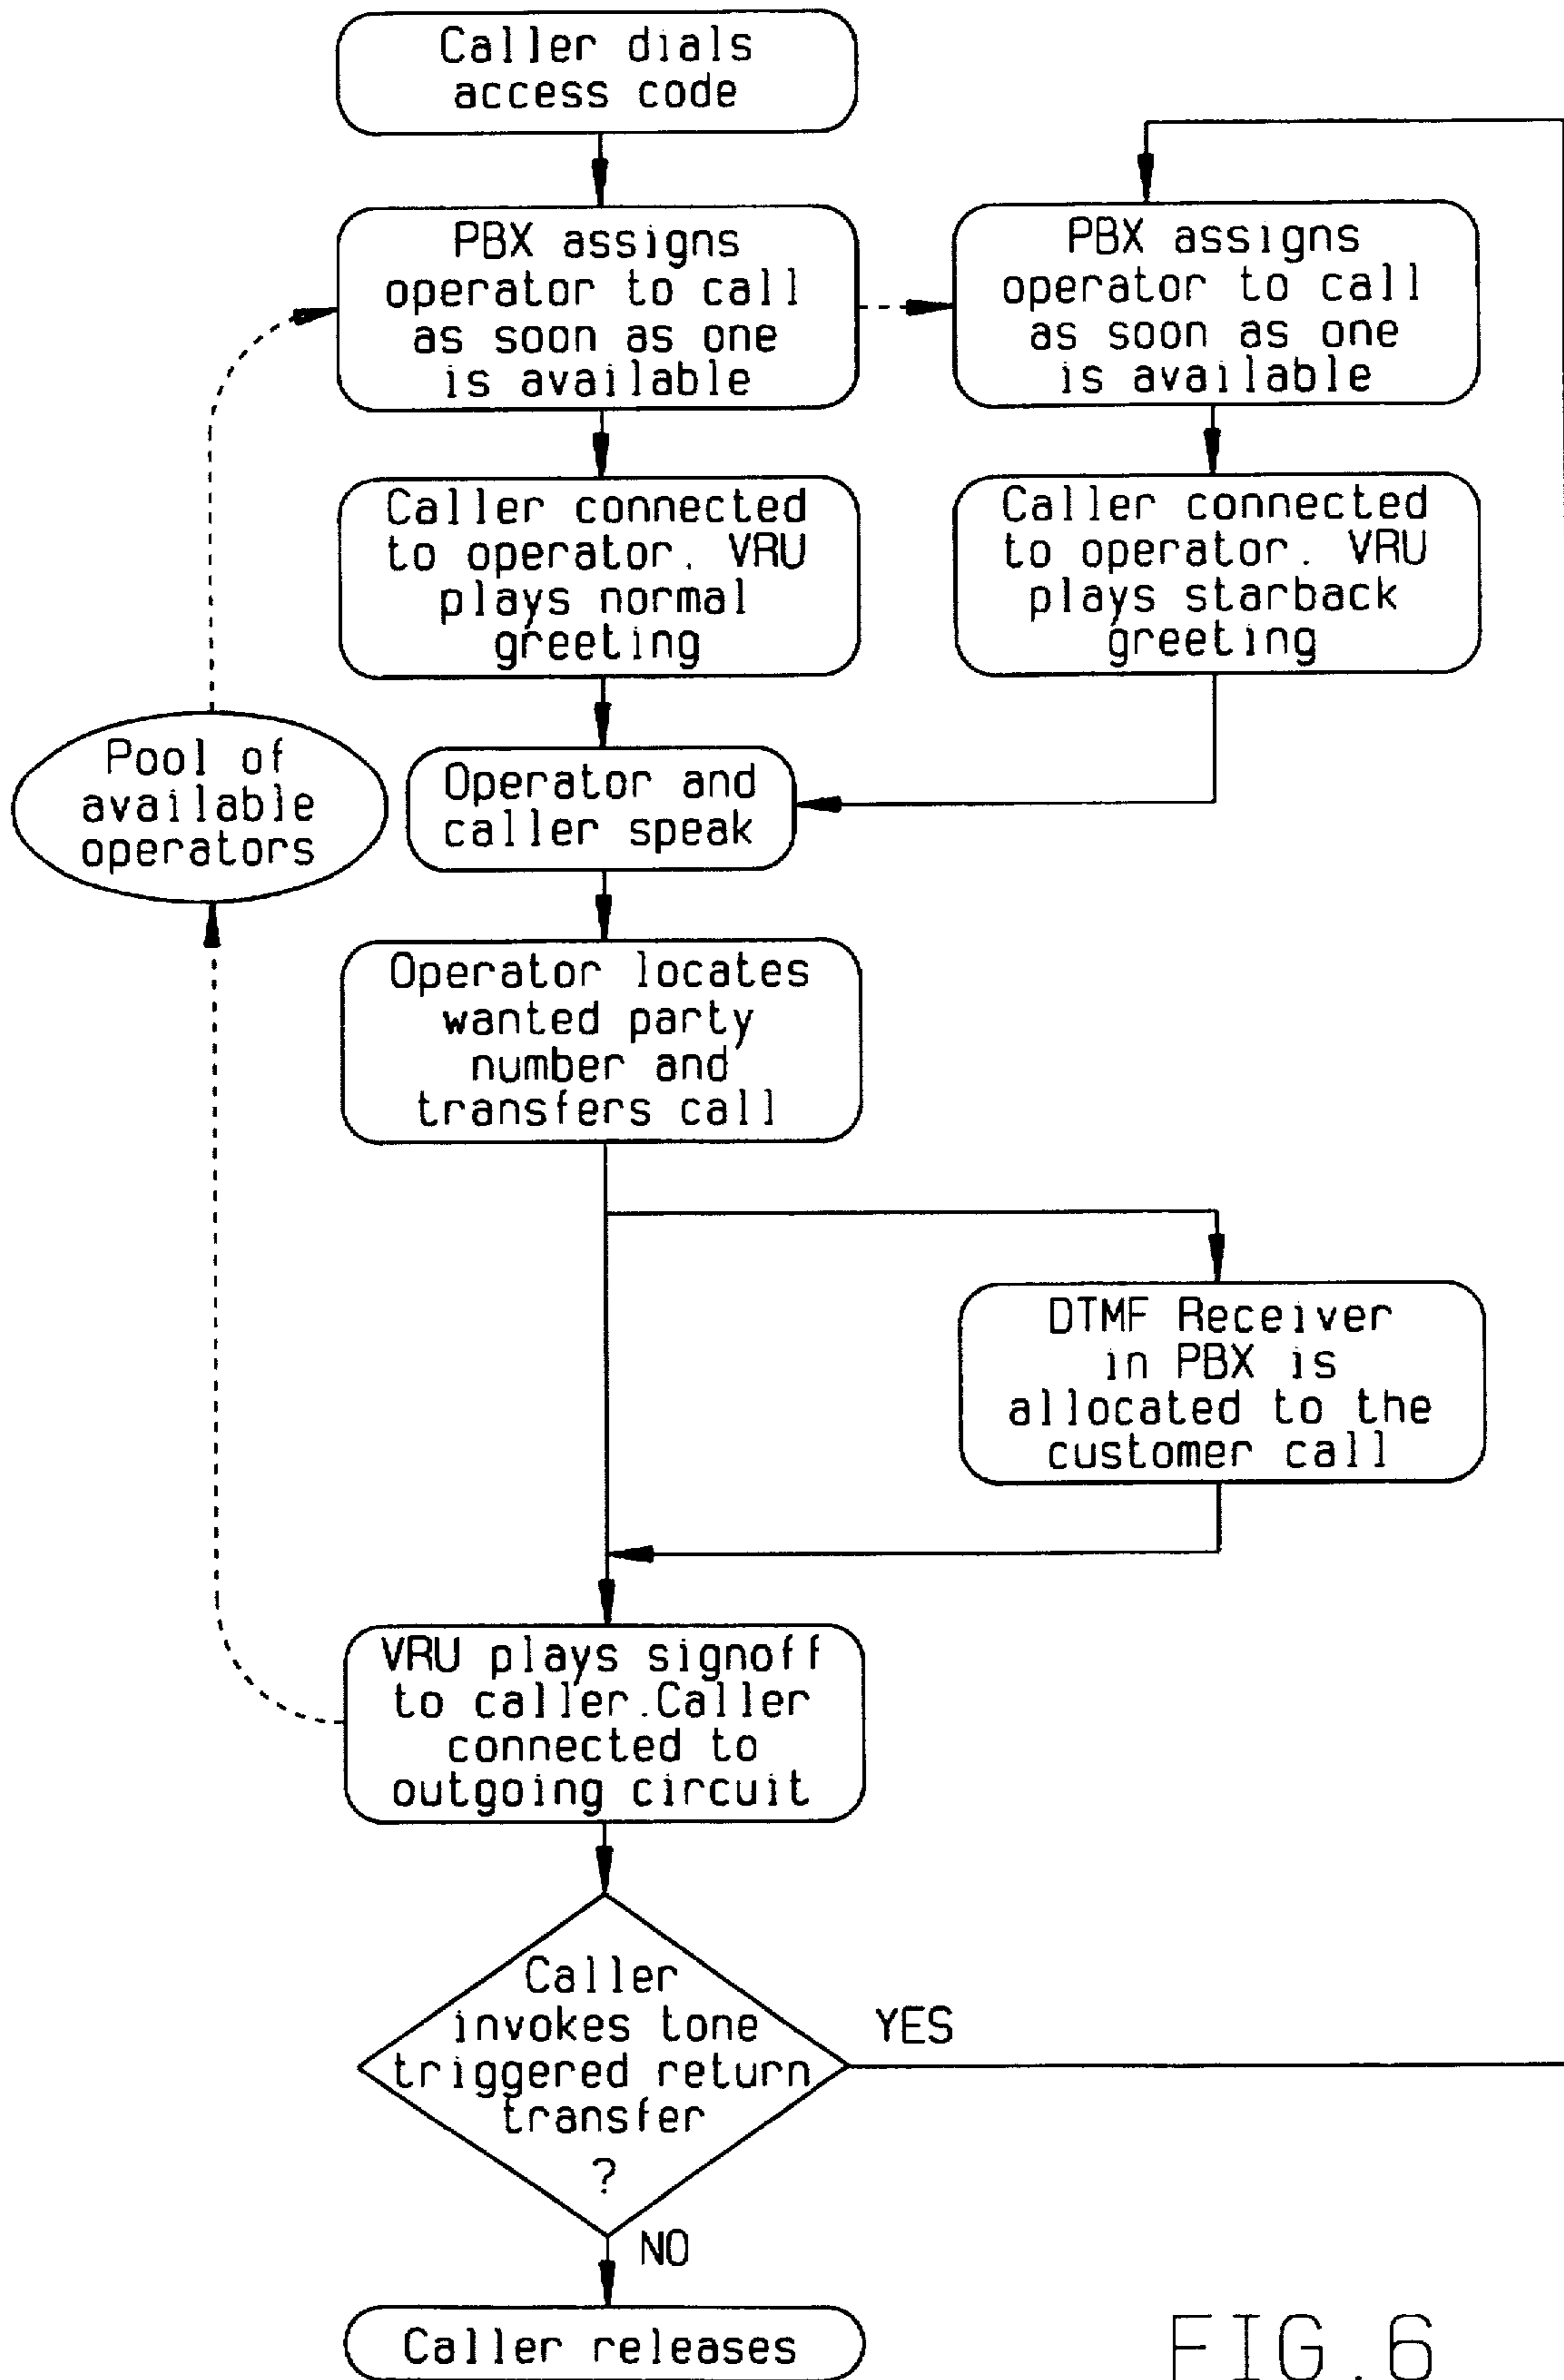 Caller dials
access code
PBX assigns
operator to call
as soon as one
is available
PBX assigns
operator to call
as soon as one
is available
Caller connected
to operator. VRU
plays normal
greeting
Caller connected
to operator. VRU
plays starback
greeting
Pool of
available
operators
Operator and
caller speak
Operator locates
wanted party
number and
transfers call
DTMF Receiver
in PBX is
allocated to the
customer call
VRU plays signoff
to caller.Caller
connected to
outgoing circuit
Caller
invokes tone
triggered return
transfer
?
YES
NO
Caller releases
FIG.6